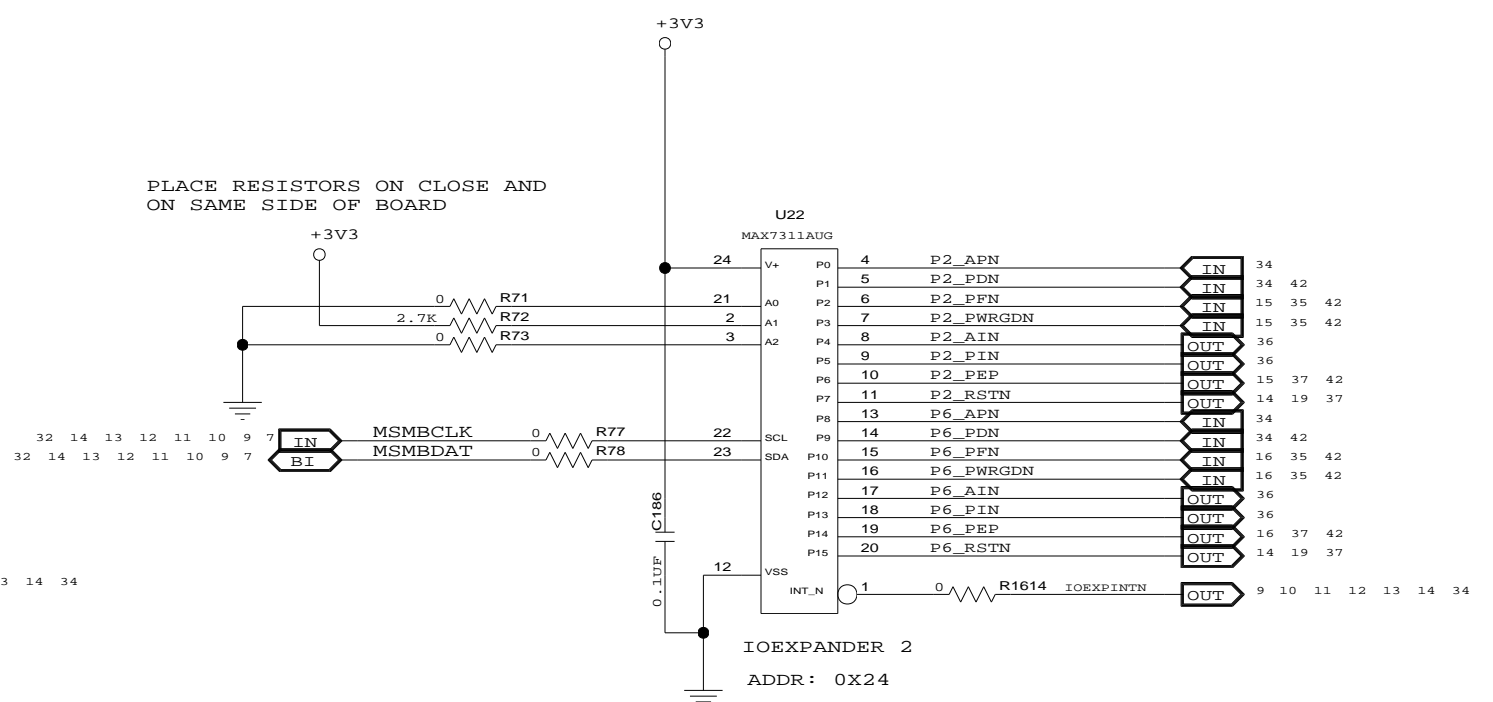 +3V3
PLACE RESISTORS ON CLOSE AND
ON SAME SIDE OF BOARD
+3V3
U22
MAX7311AUG
24 V+ P0 4 P2_APN IN 34
P1 5 P2_PDN IN 34 42
0 R71 21 A0 P2 6 P2_PFN IN 15 35 42
2.7K R72 2 A1 P3 7 P2_PWRGDN IN 15 35 42
0 R73 3 A2 P4 8 P2_AIN OUT 36
P5 9 P2_PIN OUT 36
P6 10 P2_PEP OUT 15 37 42
P7 11 P2_RSTN OUT 14 19 37
P8 13 P6_APN IN 34
32 14 13 12 11 10 9 7 IN MSMBCLK 0 R77 22 SCL P9 14 P6_PDN IN 34 42
32 14 13 12 11 10 9 7 BI MSMBDAT 0 R78 23 SDA P10 15 P6_PFN IN 16 35 42
P11 16 P6_PWRGDN IN 16 35 42
P12 17 P6_AIN OUT 36
P13 18 P6_PIN OUT 36
C186 P14 19 P6_PEP OUT 16 37 42
P15 20 P6_RSTN OUT 14 19 37
0.1UF 12 VSS
3 14 34
INT_N 1 0 R1614 IOEXPINTN OUT 9 10 11 12 13 14 34
IOEXPANDER 2
ADDR: 0X24